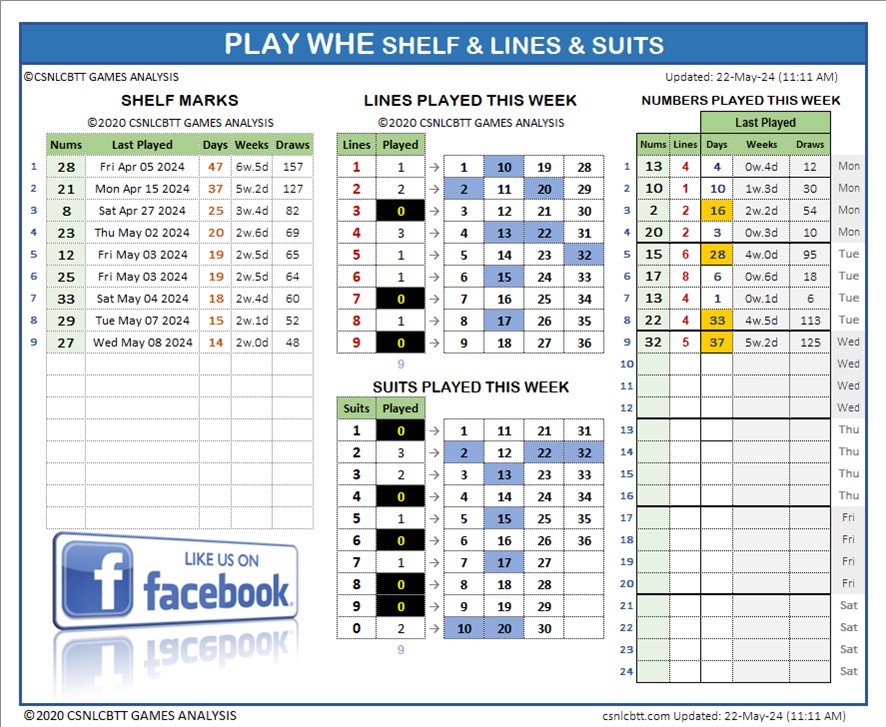 PLAY WHE SHELF & LINES & SUITS
©CSNLCBTT GAMES ANALYSIS
Updated: 22-May-24 (11:11 AM)
SHELF MARKS
©2020 CSNLCBTT GAMES ANALYSIS
Nums Last Played Days Weeks Draws
1 28 Fri Apr 05 2024 47 6w.5d 157
2 21 Mon Apr 15 2024 37 5w.2d 127
3 8 Sat Apr 27 2024 25 3w.4d 82
4 23 Thu May 02 2024 20 2w.6d 69
5 12 Fri May 03 2024 19 2w.5d 65
6 25 Fri May 03 2024 19 2w.5d 64
7 33 Sat May 04 2024 18 2w.4d 60
8 29 Tue May 07 2024 15 2w.1d 52
9 27 Wed May 08 2024 14 2w.0d 48
LIKE US ON
facebook.
LINES PLAYED THIS WEEK
©2020 CSNLCBTT GAMES ANALYSIS
Lines Played
1 1 → 1 10 19 28
2 2 → 2 11 20 29
3 0 → 3 12 21 30
4 3 → 4 13 22 31
5 1 → 5 14 23 32
6 1 → 6 15 24 33
7 0 → 7 16 25 34
8 1 → 8 17 26 35
9 0 → 9 18 27 36
9
SUITS PLAYED THIS WEEK
Suits Played
1 0 → 1 11 21 31
2 3 → 2 12 22 32
3 2 → 3 13 23 33
4 0 → 4 14 24 34
5 1 → 5 15 25 35
6 0 → 6 16 26 36
7 1 → 7 17 27
8 0 → 8 18 28
9 0 → 9 19 29
0 2 → 10 20 30
9
NUMBERS PLAYED THIS WEEK
Last Played
Nums Lines Days Weeks Draws
1 13 4 4 0w.4d 12 Mon
2 10 1 10 1w.3d 30 Mon
3 2 2 16 2w.2d 54 Mon
4 20 2 3 0w.3d 10 Mon
5 15 6 28 4w.0d 95 Tue
6 17 8 6 0w.6d 18 Tue
7 13 4 1 0w.1d 6 Tue
8 22 4 33 4w.5d 113 Tue
9 32 5 37 5w.2d 125 Wed
10 Wed
11 Wed
12 Wed
13 Thu
14 Thu
15 Thu
16 Thu
17 Fri
18 Fri
19 Fri
20 Fri
21 Sat
22 Sat
23 Sat
24 Sat
©2020 CSNLCBTT GAMES ANALYSIS
csnlcbtt.com Updated: 22-May-24 (11:11 AM)